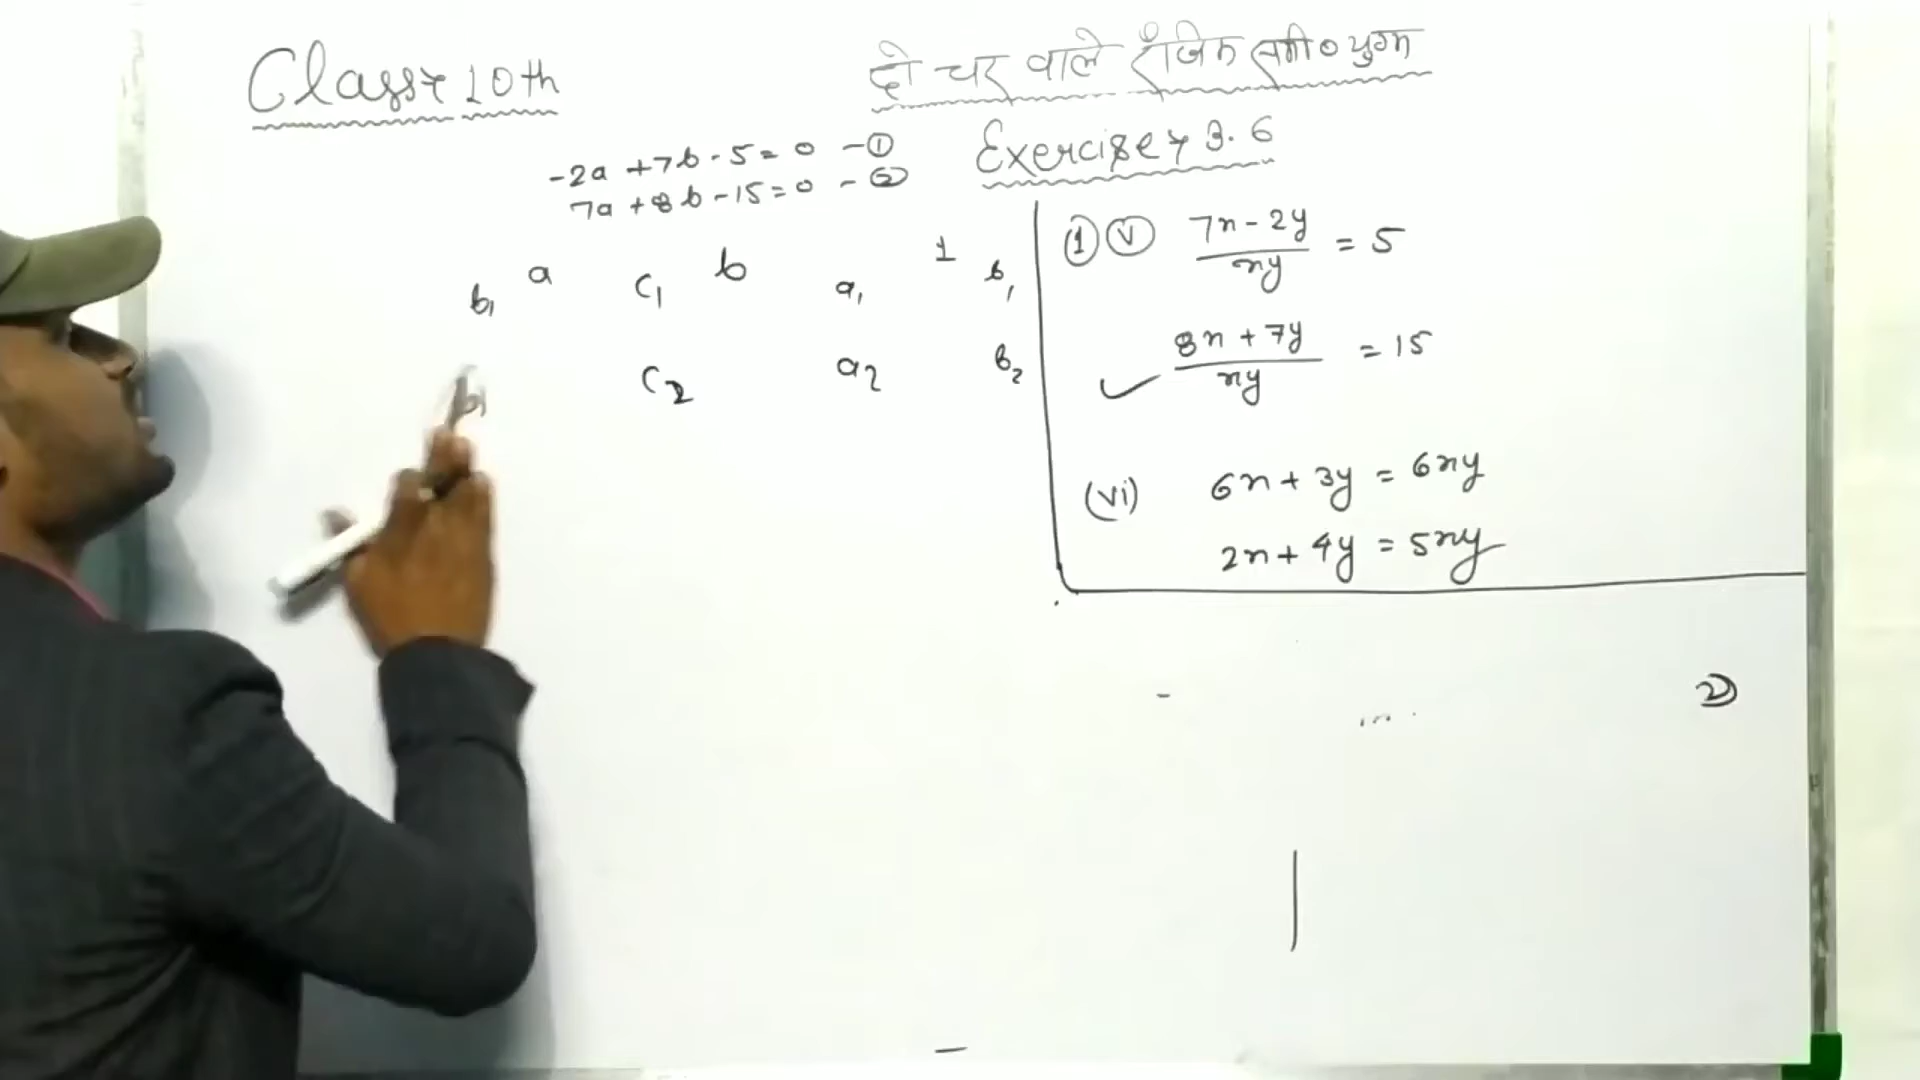 Class → 10th
दो चर वाले रैखिक समी० युग्म
Exercise → 3.6
-2a + 7b - 5 = 0 - ①
7a + 8b - 15 = 0 - ②
a b 1
b₁ c₁ a₁ b₁
b₁ c₂ a₂ b₂
① (v) 7x - 2y / xy = 5
8x + 7y / xy = 15
(vi) 6x + 3y = 6xy
2x + 4y = 5xy